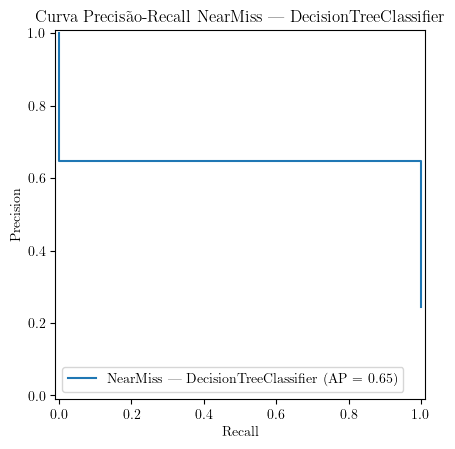 Curva Precisão-Recall NearMiss — DecisionTreeClassifier
1.0
0.8
0.6
0.4
0.2
0.0
Precision
NearMiss — DecisionTreeClassifier (AP = 0.65)
0.0 0.2 0.4 0.6 0.8 1.0
Recall